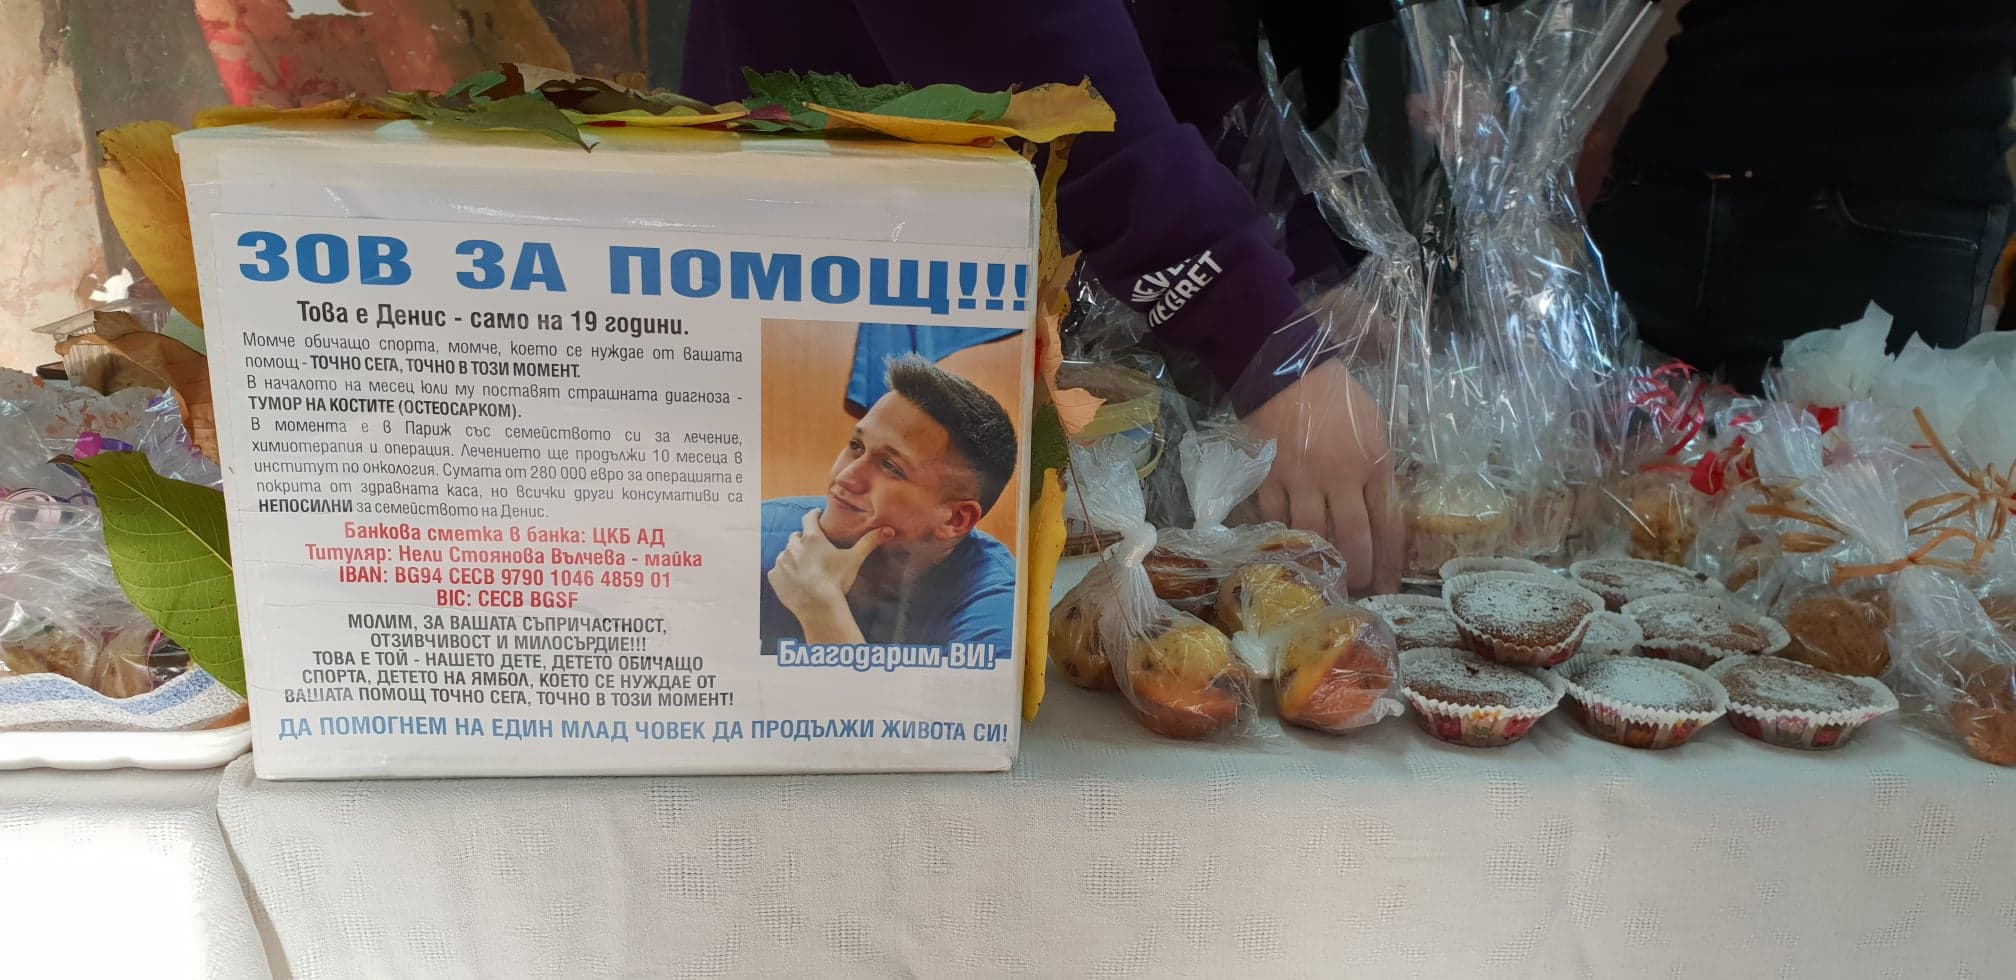 ЗОВ ЗА ПОМОЩ!!!
Това е Денис - само на 19 години.
Момче обичащо спорта, момче, което се нуждае от вашата
помощ - ТОЧНО СЕГА, ТОЧНО В ТОЗИ МОМЕНТ.
В началото на месец юли му поставят страшната диагноза -
ТУМОР НА КОСТИТЕ (ОСТЕОСАРКОМ).
В момента е в Париж със семейството си за лечение,
химиотерапия и операция. Лечението ще продължи 10 месеца в
институт по онкология. Сумата от 280 000 евро за операцията е
покрита от здравната каса, но всички други консумативи са
НЕПОСИЛНИ за семейството на Денис.
Банкова сметка в банка: ЦКБ АД
Титуляр: Нели Стоянова Вълчева - майка
IBAN: BG94 CECB 9790 1046 4859 01
BIC: CECB BGSF
МОЛИМ, ЗА ВАШАТА СЪПРИЧАСТНОСТ,
ОТЗИВЧИВОСТ И МИЛОСЪРДИЕ!!!
ТОВА Е ТОЙ - НАШЕТО ДЕТЕ, ДЕТЕТО ОБИЧАЩО
СПОРТА, ДЕТЕТО НА ЯМБОЛ, КОЕТО СЕ НУЖДАЕ ОТ
ВАШАТА ПОМОЩ ТОЧНО СЕГА, ТОЧНО В ТОЗИ МОМЕНТ!
Благодарим ВИ!
ДА ПОМОГНЕМ НА ЕДИН МЛАД ЧОВЕК ДА ПРОДЪЛЖИ ЖИВОТА СИ!